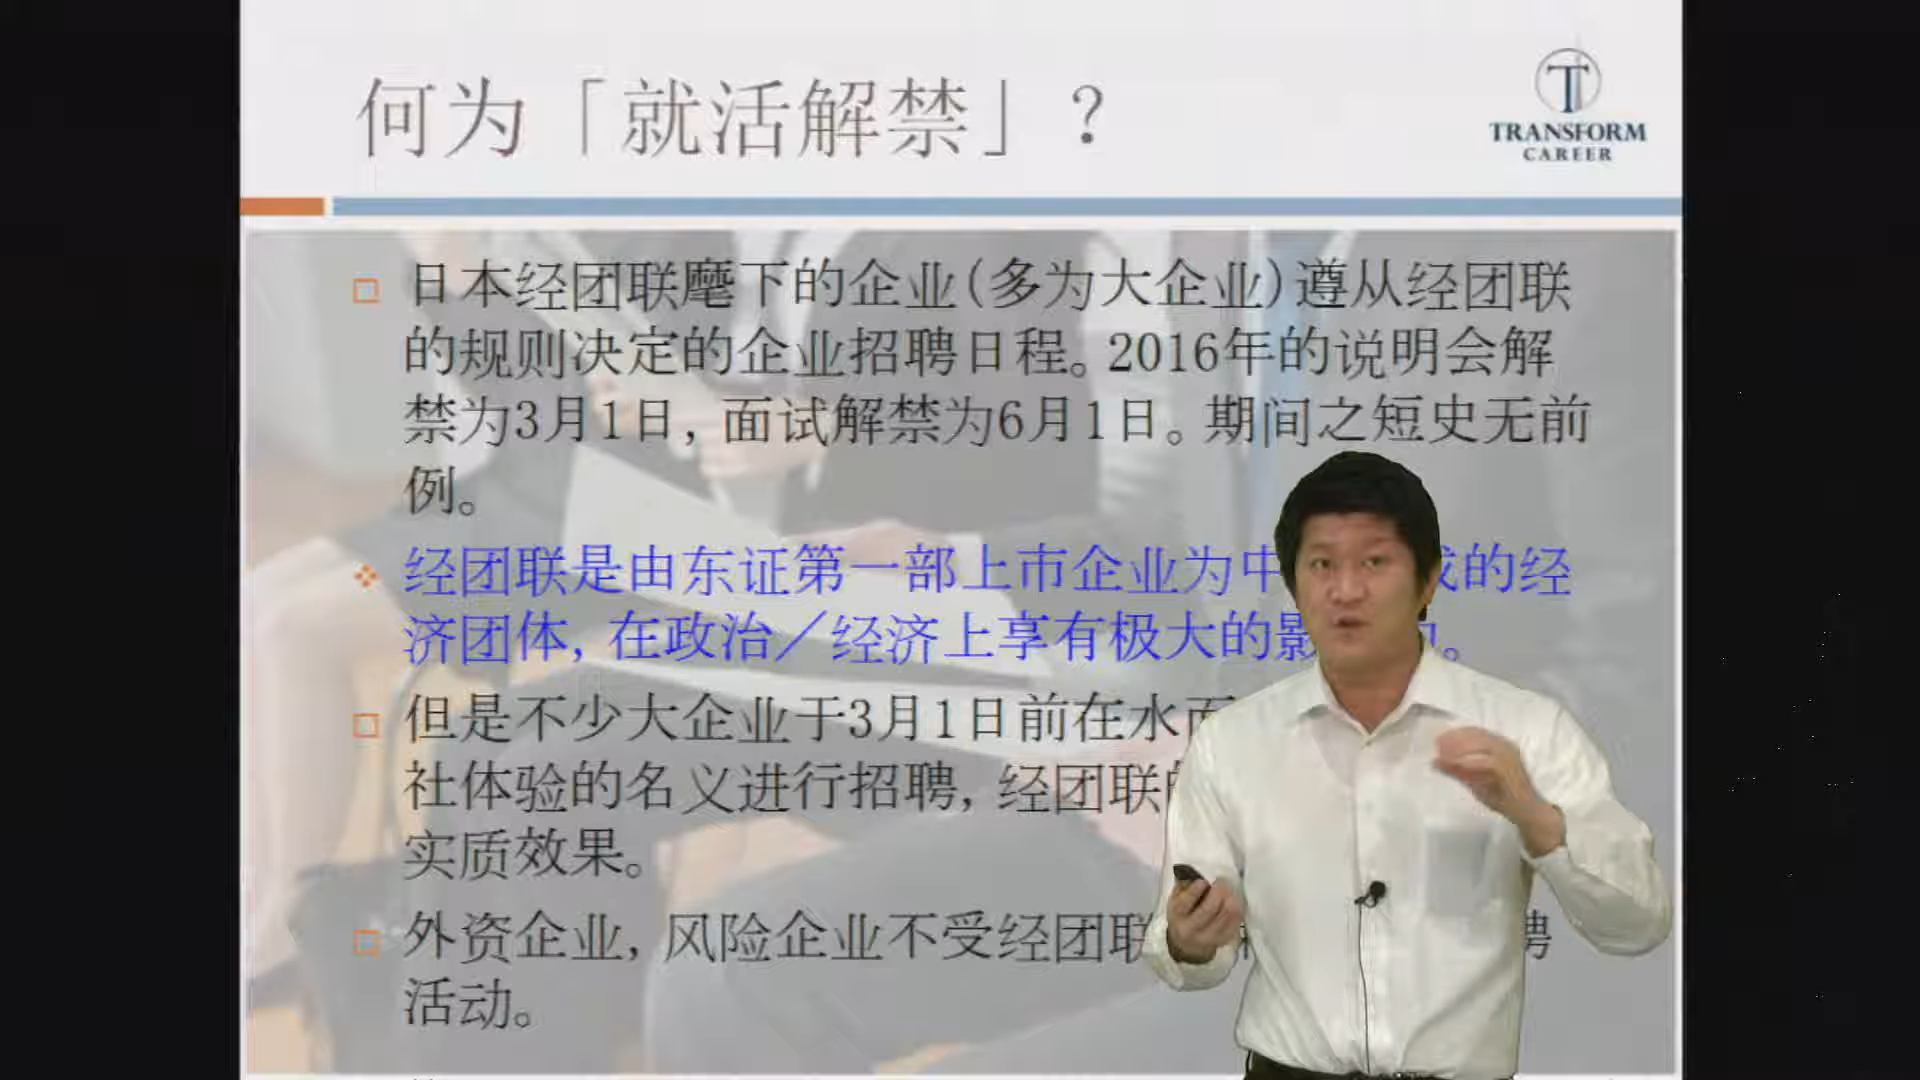 何为「就活解禁」?
TRANSFORM
CAREER
日本经团联麾下的企业(多为大企业)遵从经团联
的规则决定的企业招聘日程。2016年的说明会解
禁为3月1日, 面试解禁为6月1日。期间之短史无前
例。
经团联是由东证第一部上市企业为中 的经
济团体, 在政治／经济上享有极大的影 。
但是不少大企业于3月1日前在水面
社体验的名义进行招聘, 经团联
实质效果。
外资企业, 风险企业不受经团联 聘
活动。